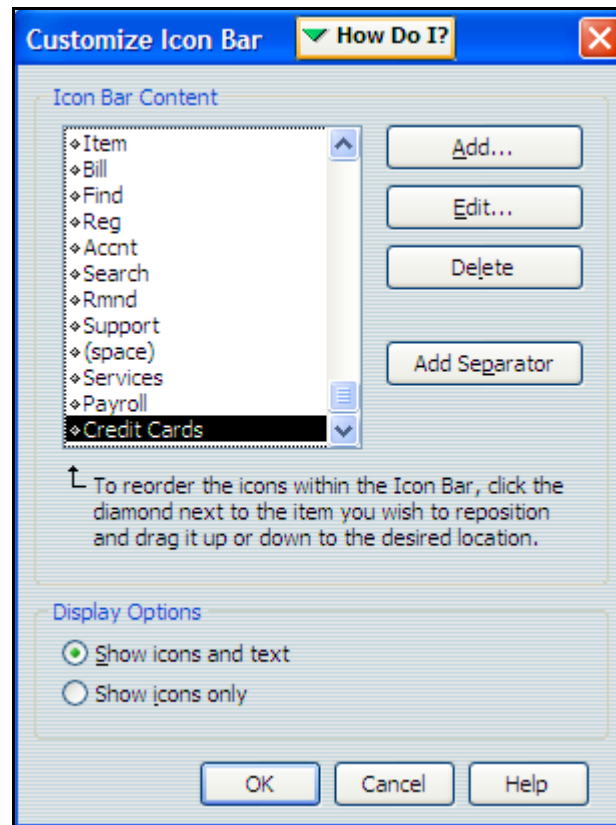 Customize Icon Bar
How Do I?
Icon Bar Content
Item
Bill
Find
Reg
Accnt
Search
Rmnd
Support
(space)
Services
Payroll
Credit Cards
Add...
Edit...
Delete
Add Separator
To reorder the icons within the Icon Bar, click the
diamond next to the item you wish to reposition
and drag it up or down to the desired location.
Display Options
Show icons and text
Show icons only
OK
Cancel
Help